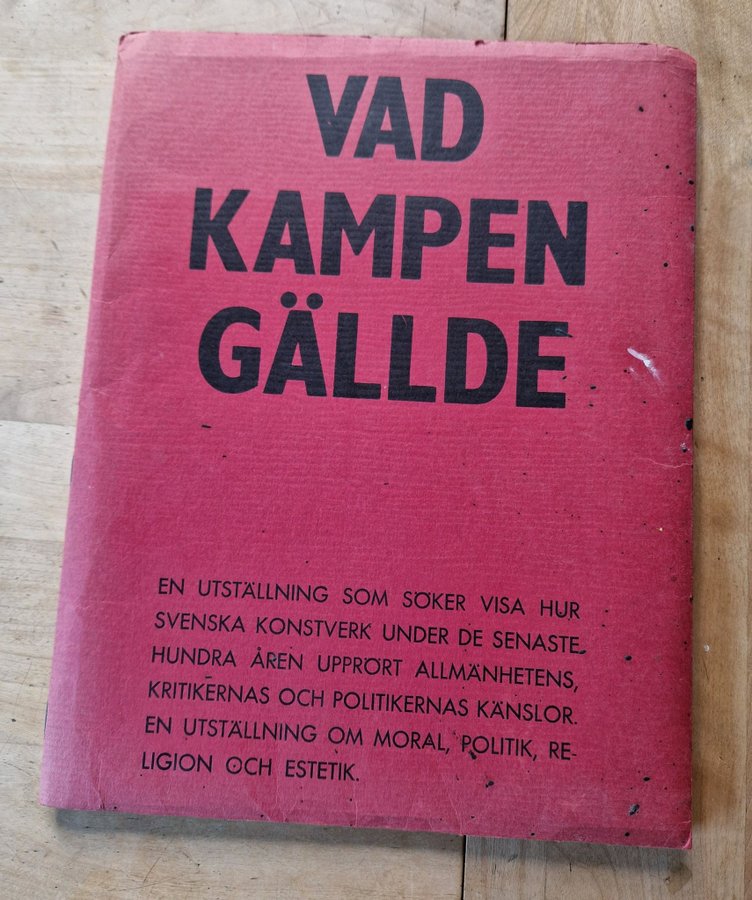 VAD
KAMPEN
GÄLLDE
EN UTSTÄLLNING SOM SÖKER VISA HUR
SVENSKA KONSTVERK UNDER DE SENASTE
HUNDRA ÅREN UPPRÖRT ALLMÄNHETENS,
KRITIKERNAS OCH POLITIKERNAS KÄNSLOR.
EN UTSTÄLLNING OM MORAL, POLITIK, RE-
LIGION OCH ESTETIK.